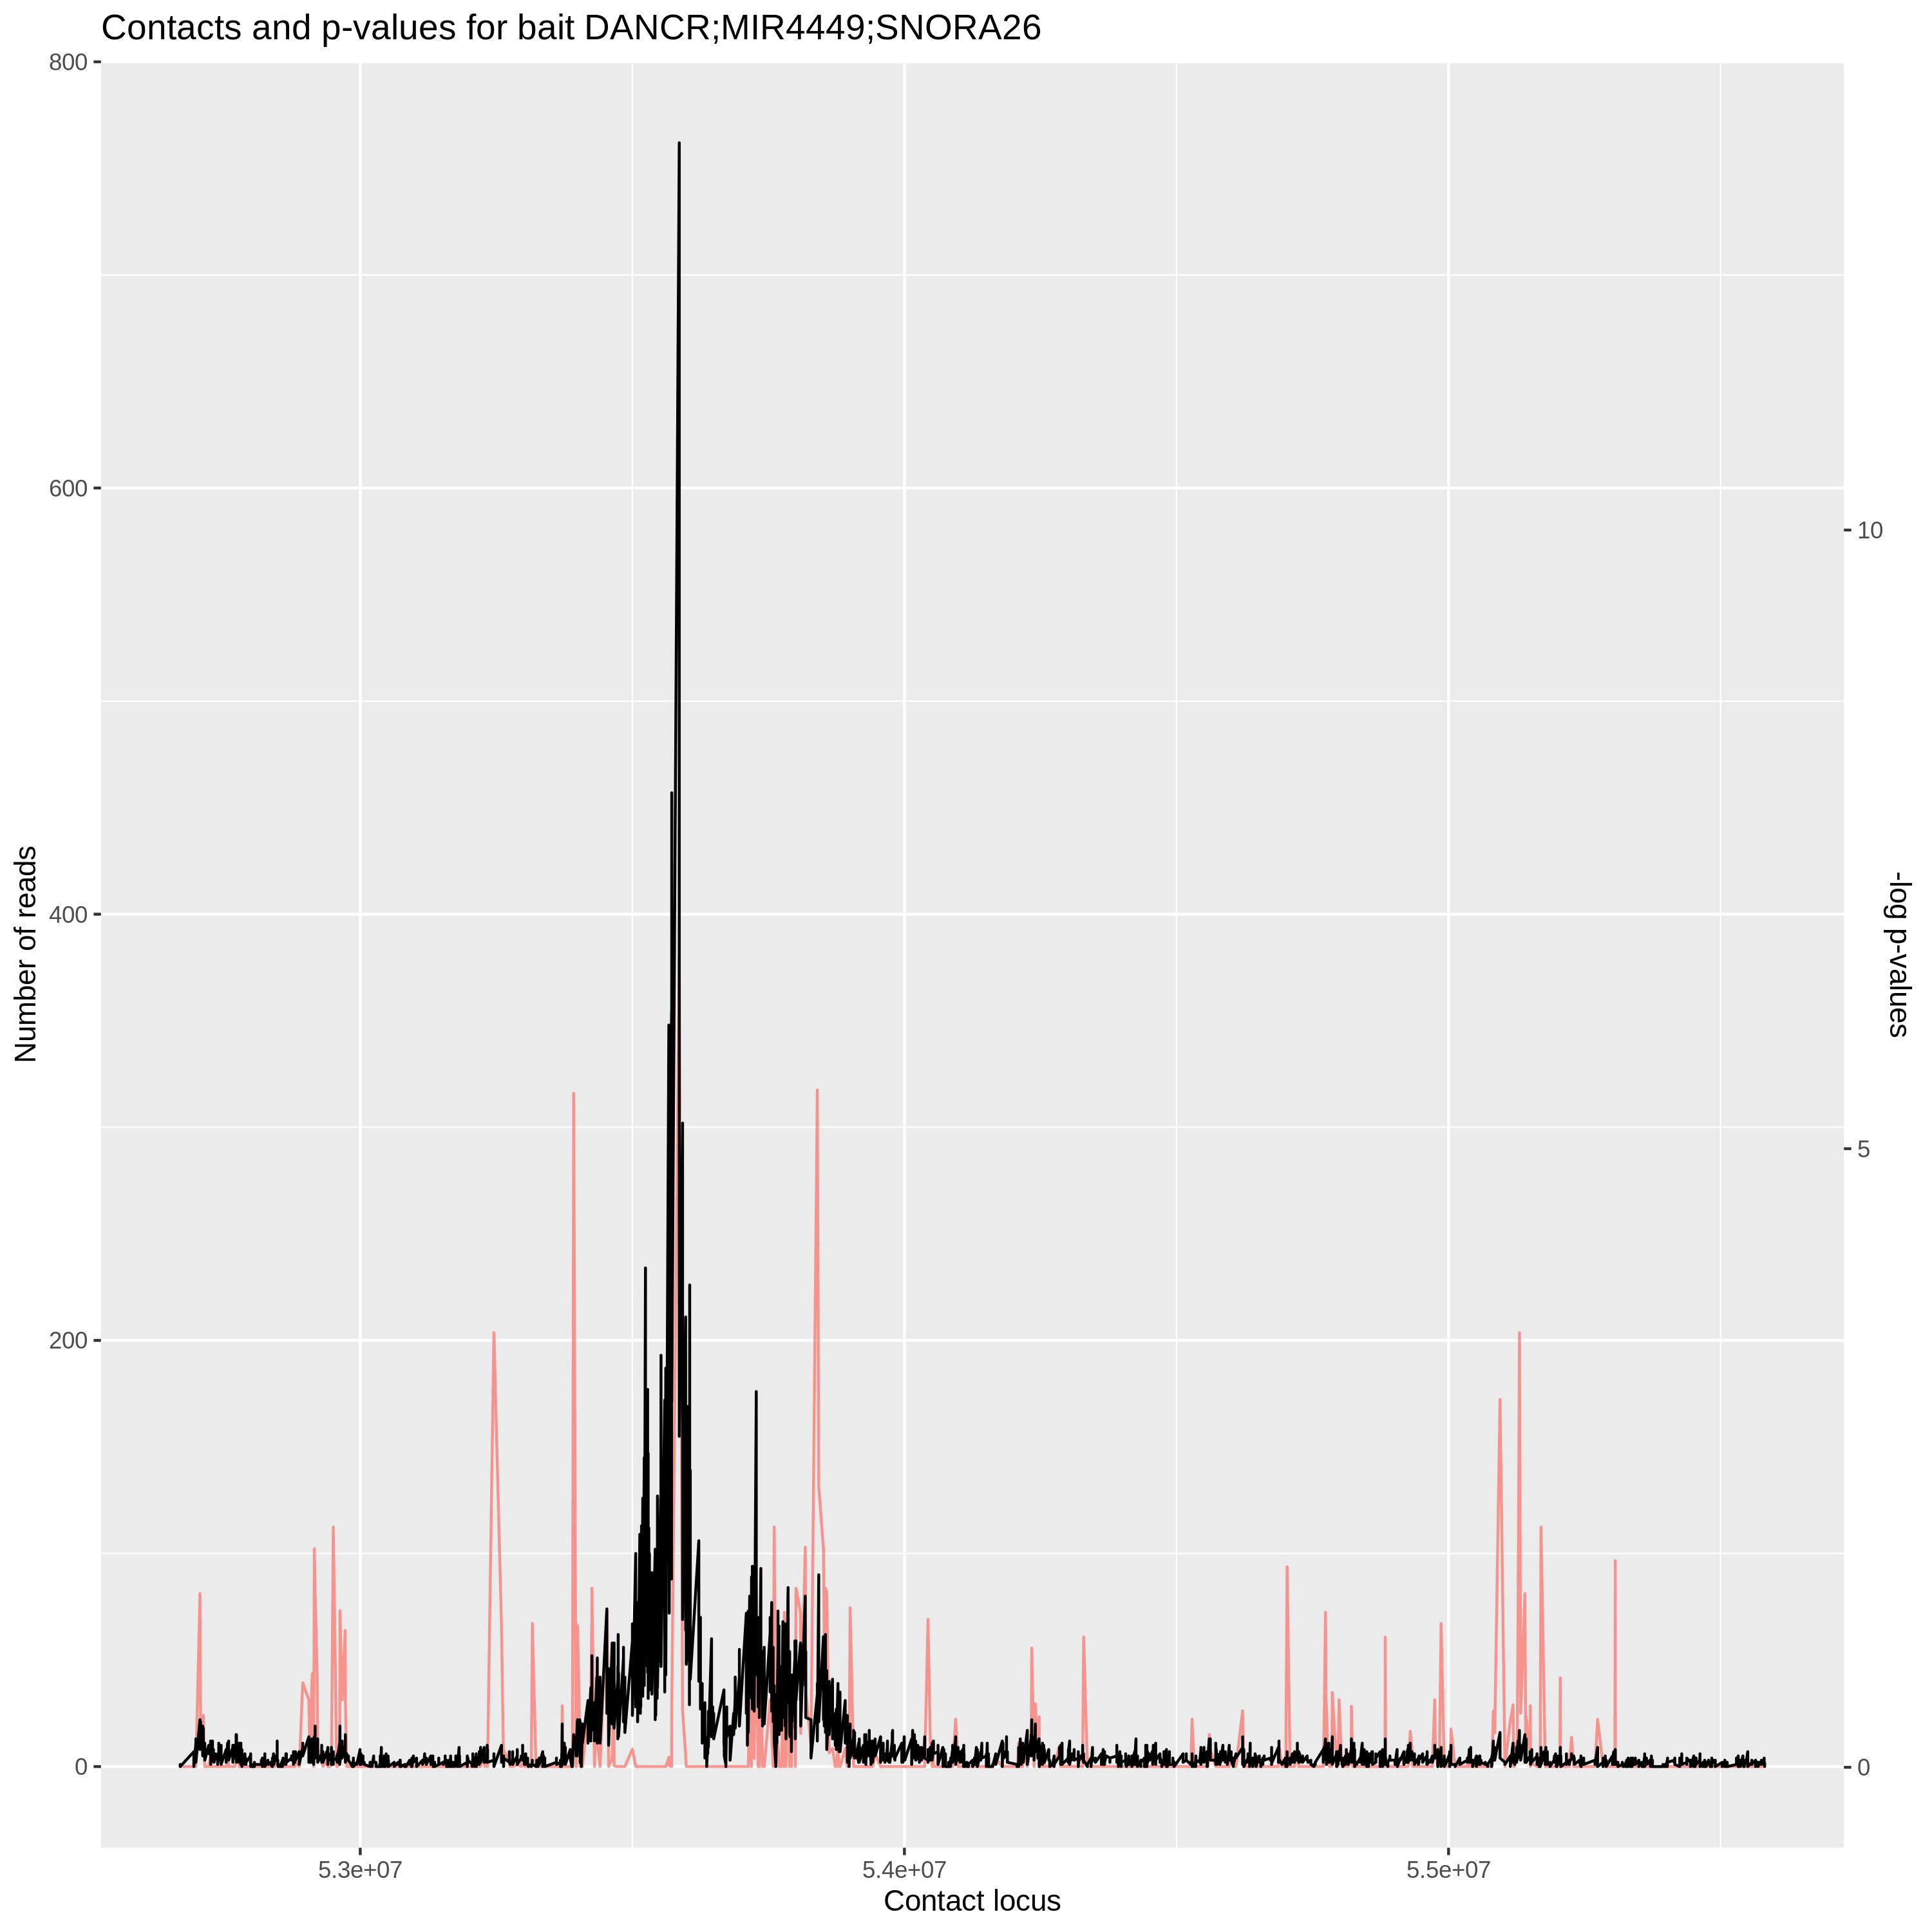 Contacts and p-values for bait DANCR;MIR4449;SNORA26
800
600
400
200
0
Number of reads
10
5
0
-log p-values
5.3e+07
5.4e+07
5.5e+07
Contact locus